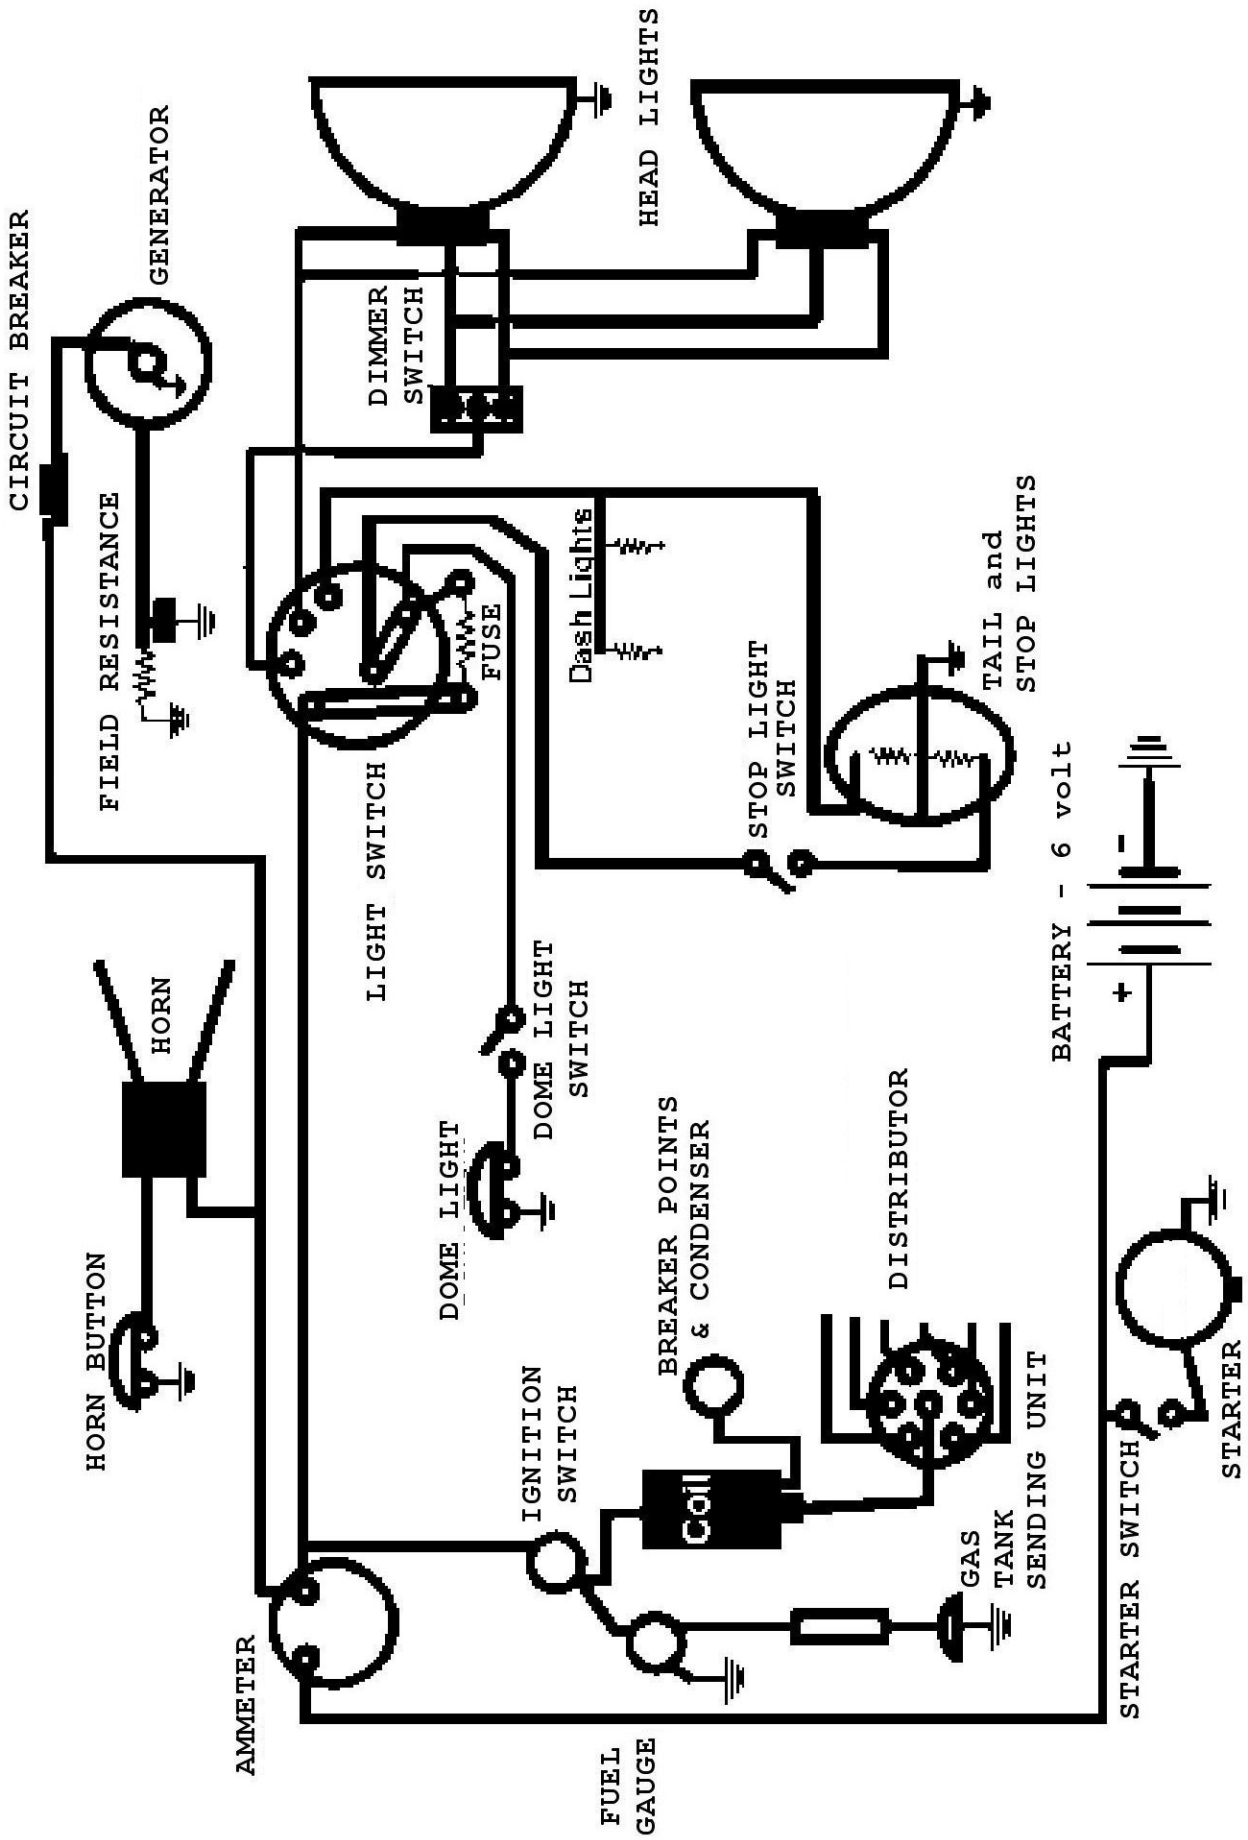 CIRCUIT BREAKER
GENERATOR
FIELD RESISTANCE
HEAD LIGHTS
DIMMER
SWITCH
LIGHT SWITCH
FUSE
Dash Lights
TAIL and
STOP LIGHTS
STOP LIGHT
SWITCH
HORN
HORN BUTTON
DOME LIGHT
DOME LIGHT
SWITCH
BATTERY - 6 volt
-
+
BREAKER POINTS
& CONDENSER
DISTRIBUTOR
IGNITION
SWITCH
Coil
GAS
TANK
SENDING UNIT
STARTER SWITCH
STARTER
AMMETER
FUEL
GAUGE